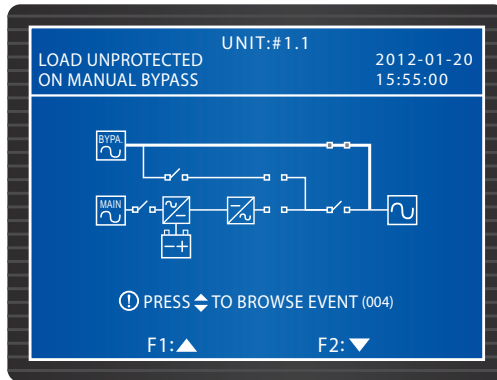 UNIT:#1.1
LOAD UNPROTECTED
2012-01-20
ON MANUAL BYPASS
15:55:00
BYPA.
MAIN
! PRESS TO BROWSE EVENT (004)
F1:
F2: